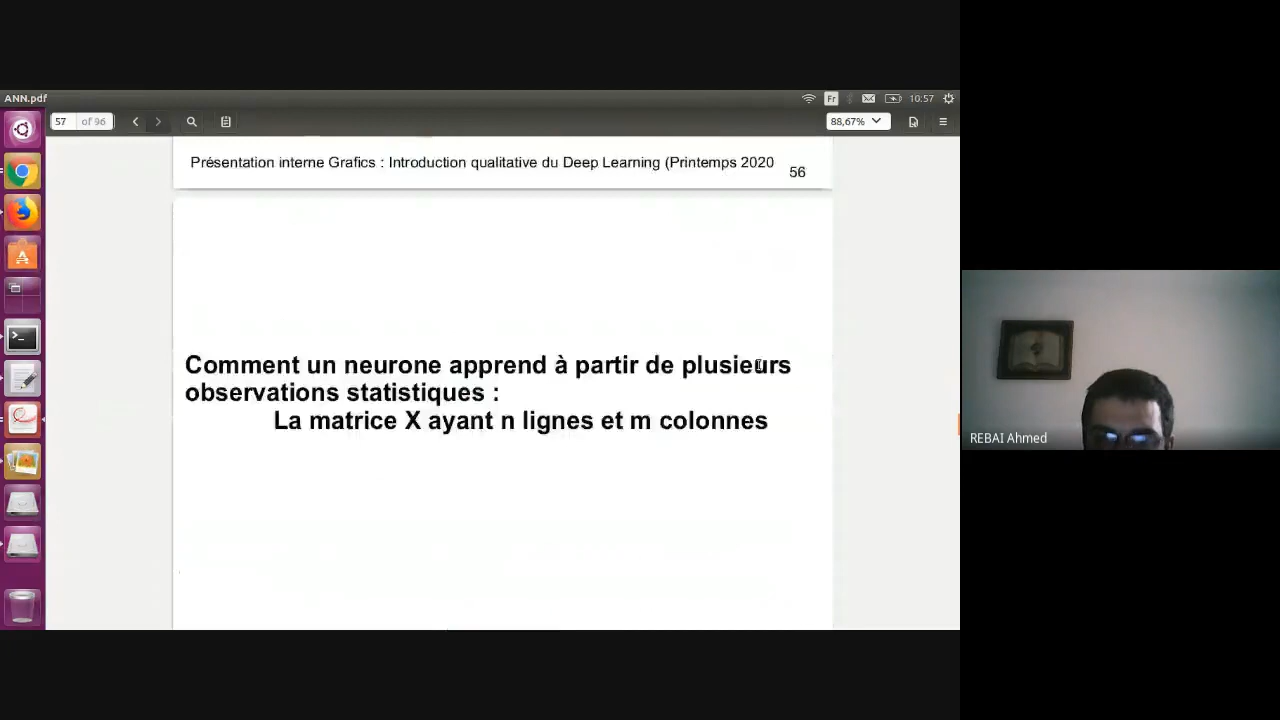 ANN.pdf
Fr
10:57
57 of 96
88,67%
Présentation interne Grafics : Introduction qualitative du Deep Learning (Printemps 2020
56
Comment un neurone apprend à partir de plusieurs
observations statistiques :
La matrice X ayant n lignes et m colonnes
REBAI Ahmed